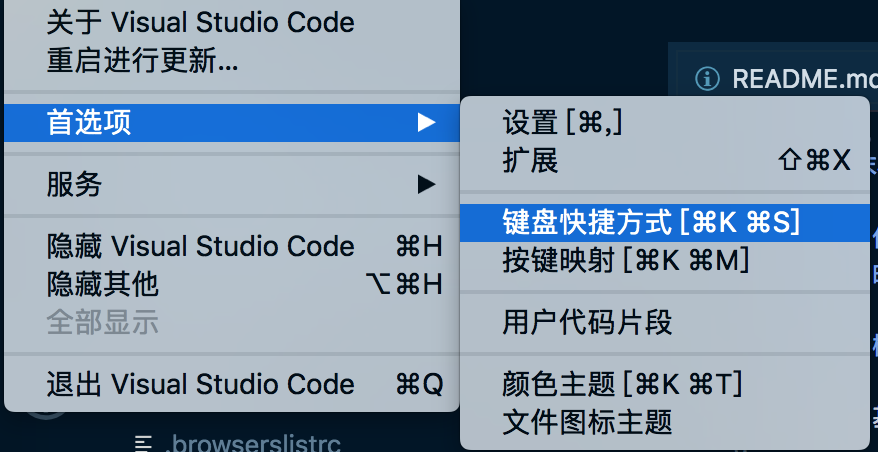 关于 Visual Studio Code
重启进行更新...
首选项
服务
隐藏 Visual Studio Code ⌘H
隐藏其他 ⌥⌘H
全部显示
退出 Visual Studio Code ⌘Q
设置 [⌘,]
扩展 ⇧⌘X
键盘快捷方式 [⌘K ⌘S]
按键映射 [⌘K ⌘M]
用户代码片段
颜色主题 [⌘K ⌘T]
文件图标主题
README.md
.browserslistrc